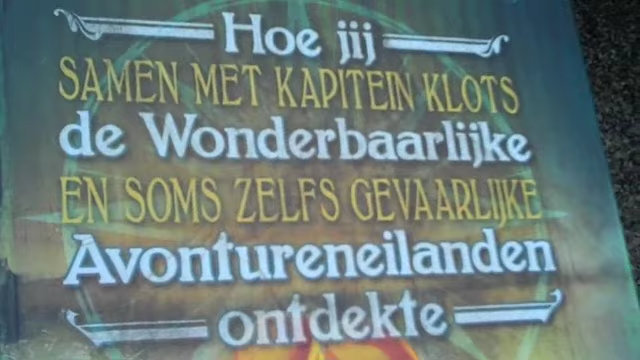 Hoe jij
SAMEN MET KAPITEIN KLOTS
de Wonderbaarlijke
EN SOMS ZELFS GEVAARLIJKE
Avontureneilanden
ontdekte